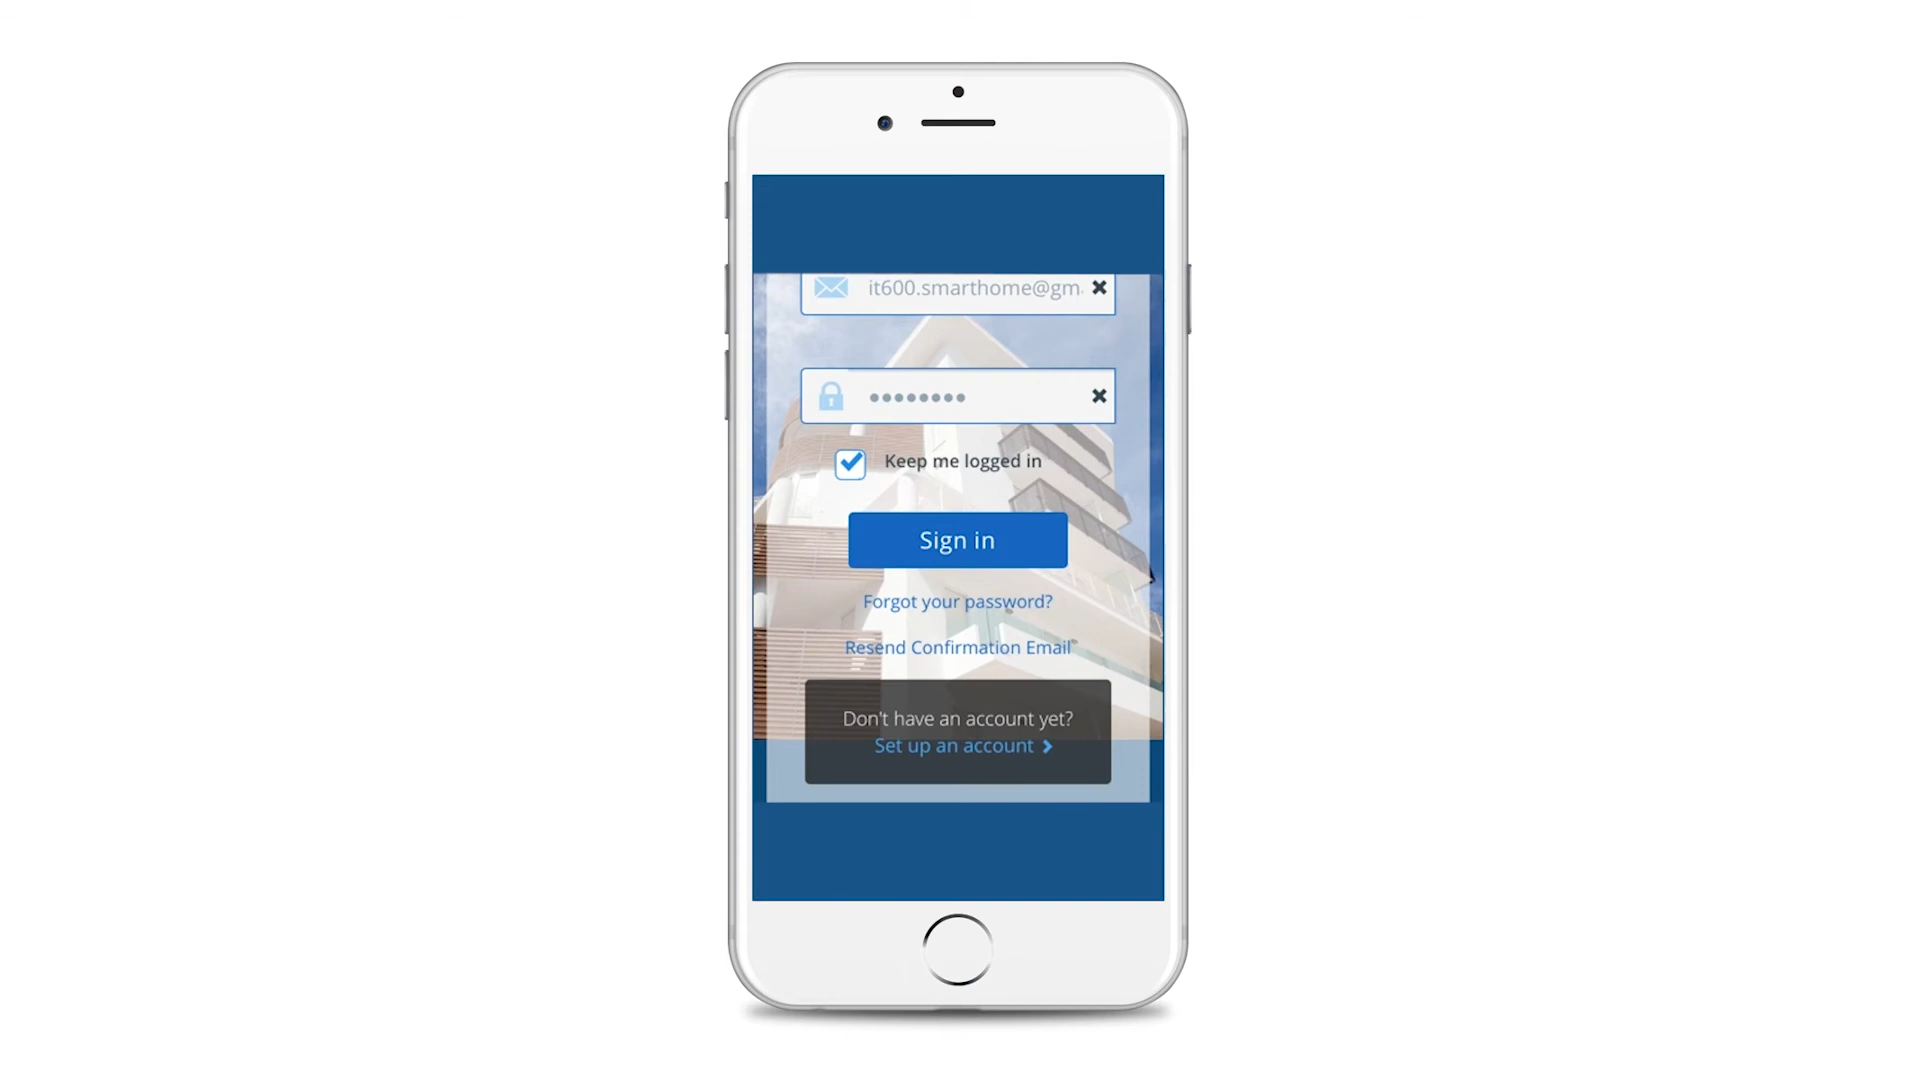 it600.smarthome@gm
Keep me logged in
Sign in
Forgot your password?
Resend Confirmation Email
Don't have an account yet?
Set up an account